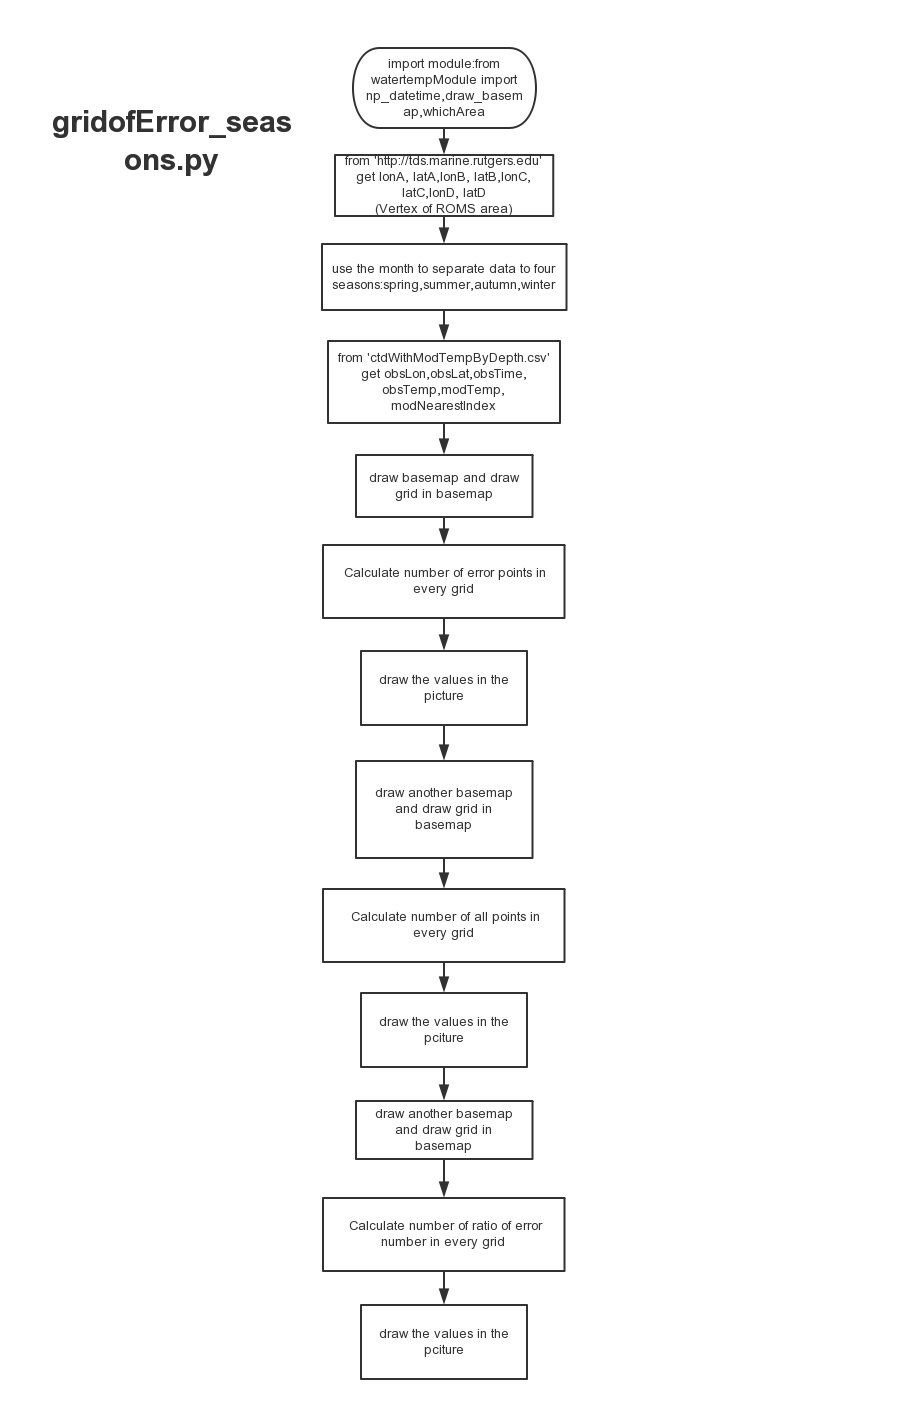 gridofError_seas
ons.py
import module:from
watertempModule import
np_datetime,draw_basem
ap,whichArea
from 'http://tds.marine.rutgers.edu'
get lonA, latA,lonB, latB,lonC,
latC,lonD, latD
(Vertex of ROMS area)
use the month to separate data to four
seasons:spring,summer,autumn,winter
from 'ctdWithModTempByDepth.csv'
get obsLon,obsLat,obsTime,
obsTemp,modTemp,
modNearestIndex
draw basemap and draw
grid in basemap
Calculate number of error points in
every grid
draw the values in the
picture
draw another basemap
and draw grid in
basemap
Calculate number of all points in
every grid
draw the values in the
pciture
draw another basemap
and draw grid in
basemap
Calculate number of ratio of error
number in every grid
draw the values in the
pciture